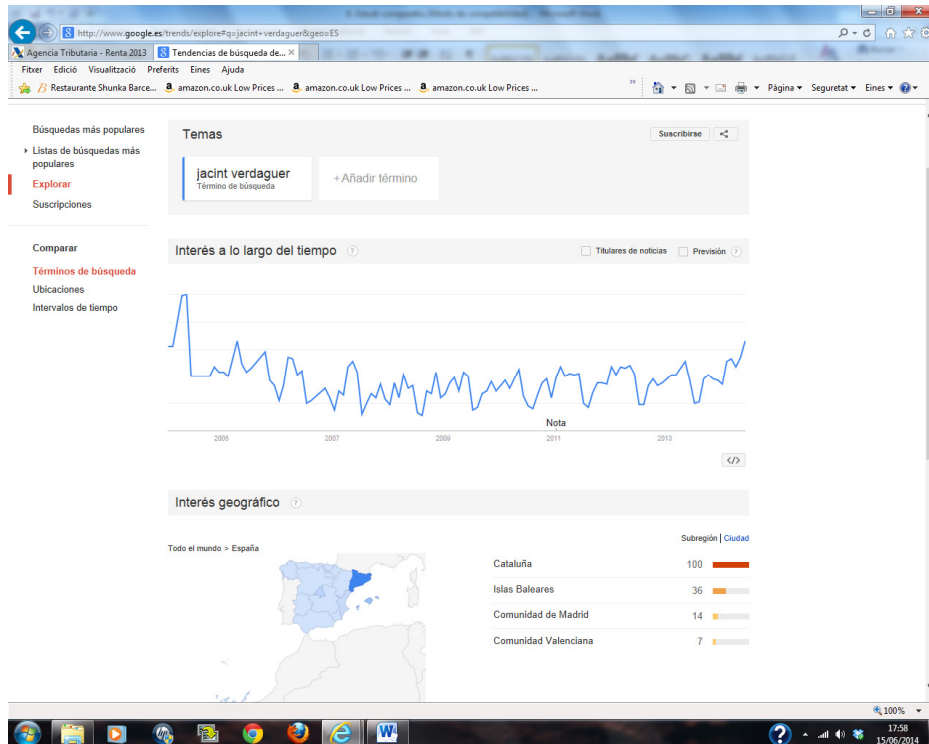 http://www.google.es/trends/explore#q=jacint+verdaguer&geo=ES
Agencia Tributaria - Renta 2013
Tendencias de búsqueda de...
Fitxer Edició Visualització Preferits Eines Ajuda
Restaurante Shunka Barce... amazon.co.uk Low Prices ... amazon.co.uk Low Prices ... amazon.co.uk Low Prices ...
Página Seguretat Eines
Búsquedas más populares
Listas de búsquedas más
populares
Explorar
Suscripciones
Comparar
Términos de búsqueda
Ubicaciones
Intervalos de tiempo
Temas
Suscribirse
jacint verdaguer
Término de búsqueda
+Añadir término
Interés a lo largo del tiempo ?
Titulares de noticias
Previsión ?
Nota
2005 2007 2009 2011 2013
</>
Interés geográfico ?
Subregión | Ciudad
Todo el mundo > España
Cataluña 100
Islas Baleares 36
Comunidad de Madrid 14
Comunidad Valenciana 7
100%
17:58
15/06/2014